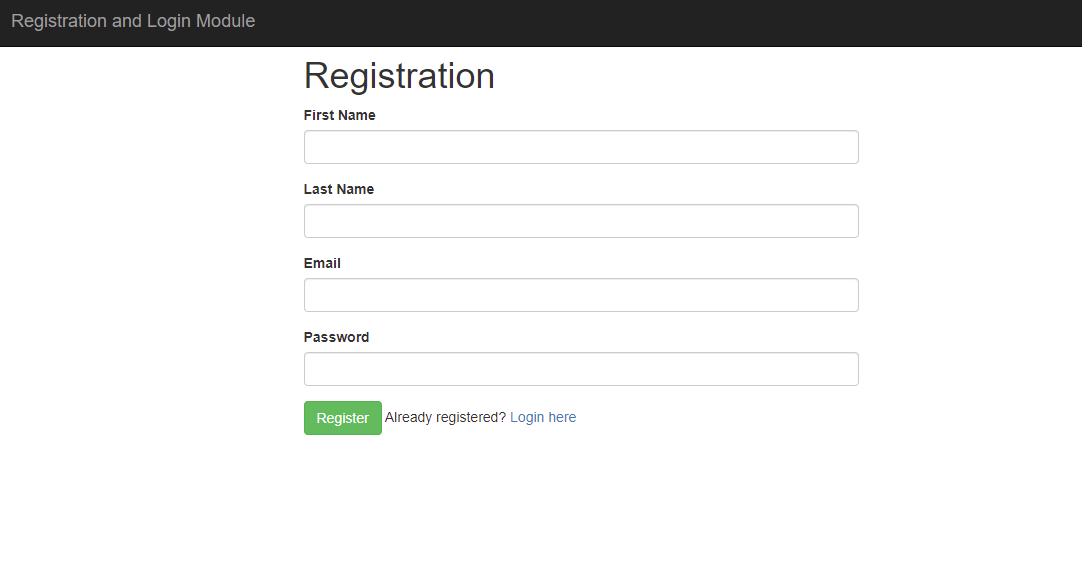 Registration and Login Module
Registration
First Name
Last Name
Email
Password
Register Already registered? Login here